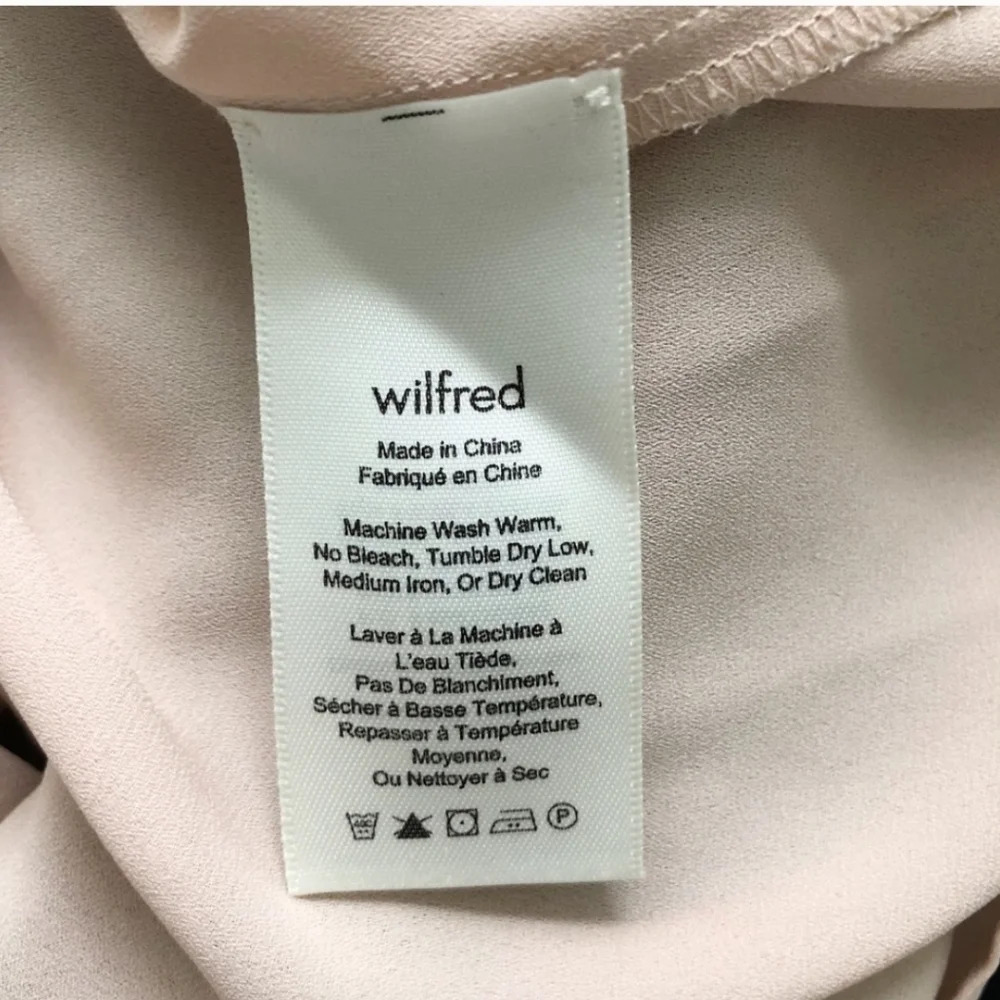 wilfred
Made in China
Fabriqué en Chine
Machine Wash Warm,
No Bleach, Tumble Dry Low,
Medium Iron, Or Dry Clean
Laver à La Machine à
L'eau Tiède,
Pas De Blanchiment,
Sécher à Basse Température,
Repasser à Température
Moyenne,
Ou Nettoyer à Sec
40C P